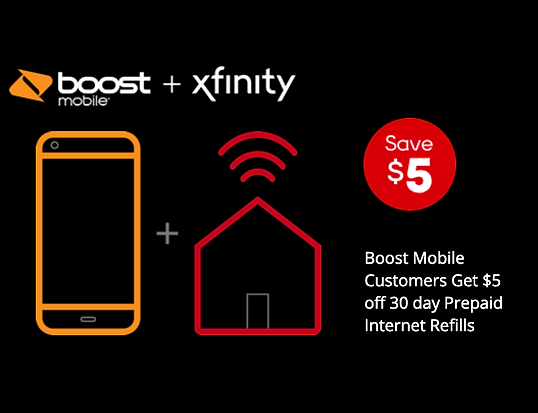 boost + xfinity
mobile
Save
$5
Boost Mobile
Customers Get $5
off 30 day Prepaid
Internet Refills